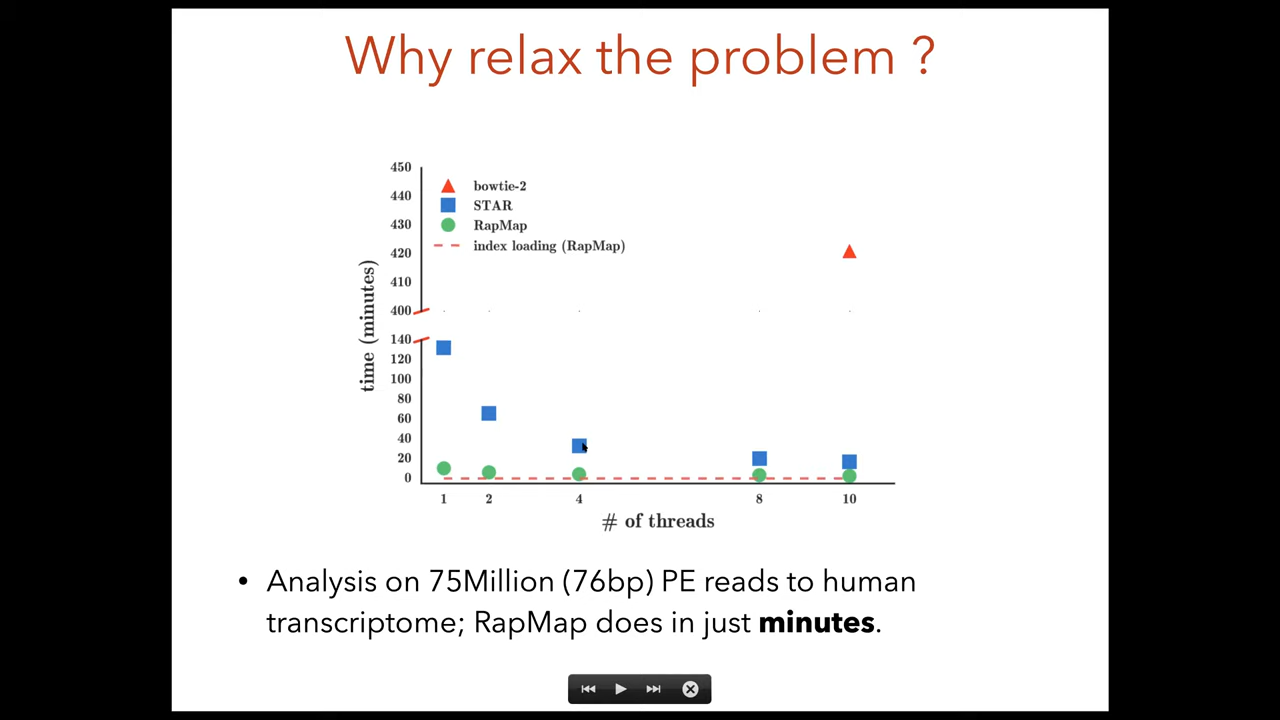 Why relax the problem ?
450
440
430
420
410
400
140
120
100
80
60
40
20
0
time (minutes)
bowtie-2
STAR
RapMap
index loading (RapMap)
1 2 4 8 10
# of threads
• Analysis on 75Million (76bp) PE reads to human
transcriptome; RapMap does in just minutes.